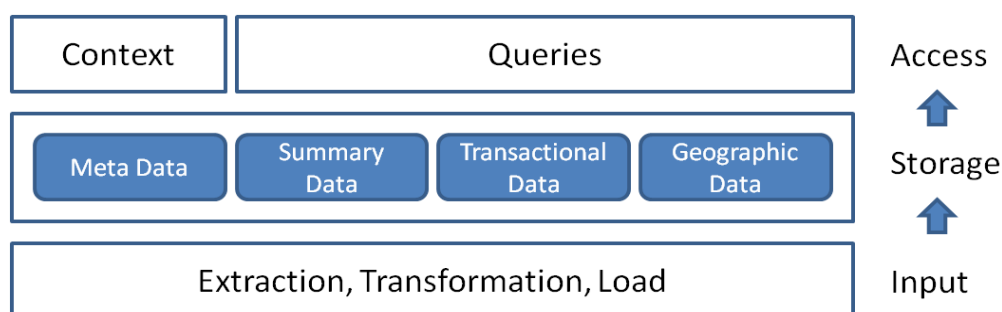 Context
Queries
Access
Meta Data
Summary
Data
Transactional
Data
Geographic
Data
Storage
Extraction, Transformation, Load
Input